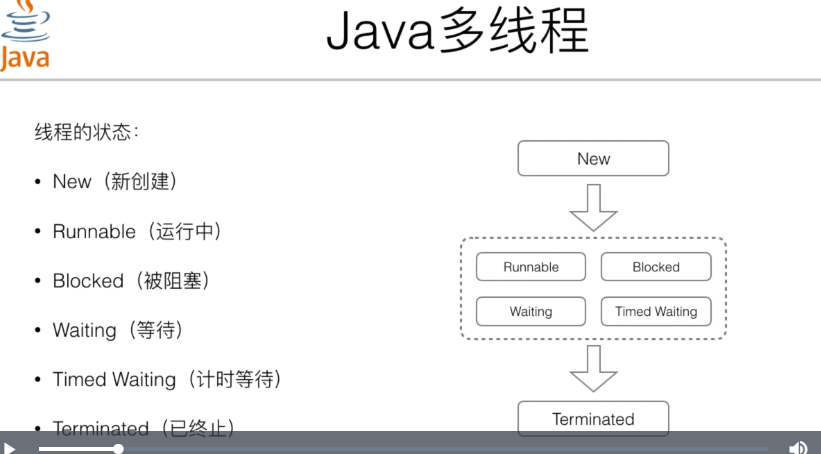 Java
Java多线程
线程的状态:
• New（新创建）
• Runnable（运行中）
• Blocked（被阻塞）
• Waiting（等待）
• Timed Waiting（计时等待）
• Terminated（已终止）
New
Runnable
Blocked
Waiting
Timed Waiting
Terminated